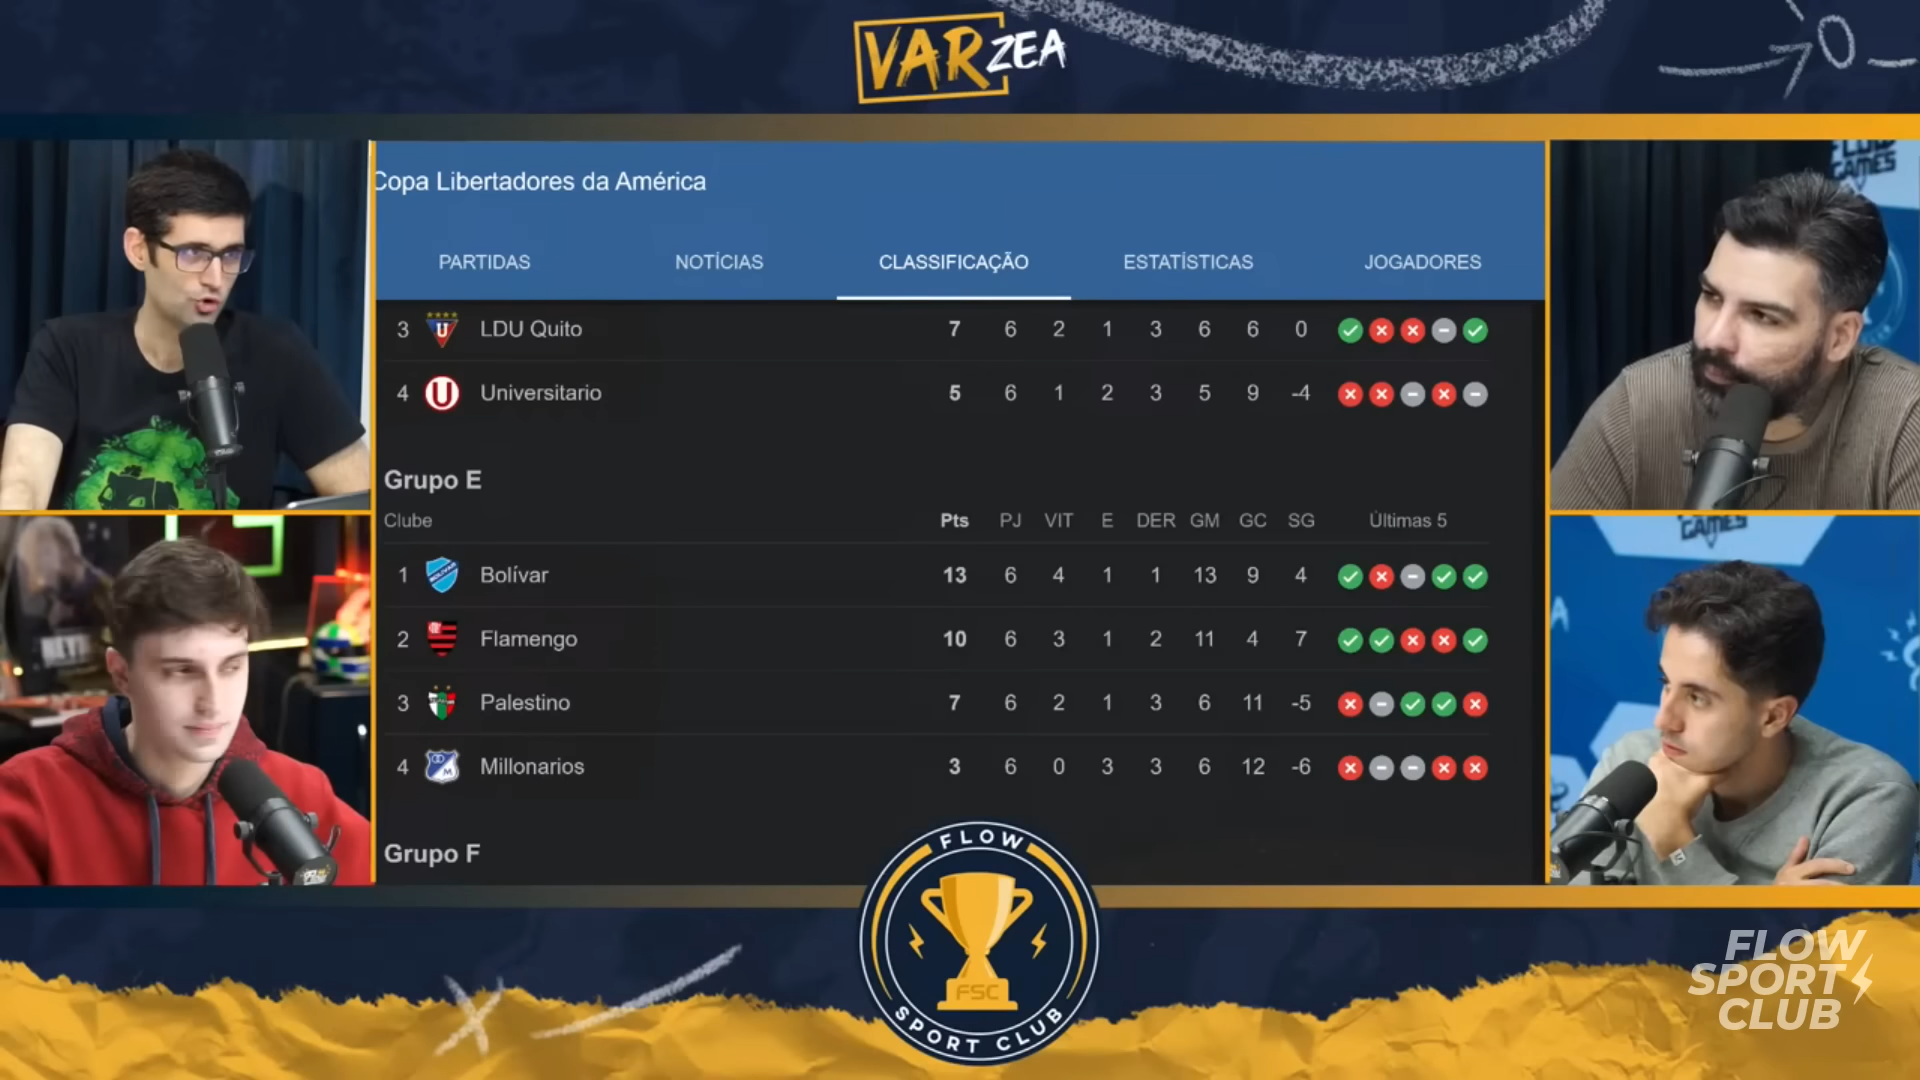 VARZEA
Copa Libertadores da América
PARTIDAS NOTÍCIAS CLASSIFICAÇÃO ESTATÍSTICAS JOGADORES
3 LDU Quito 7 6 2 1 3 6 6 0
4 Universitario 5 6 1 2 3 5 9 -4
Grupo E
Clube Pts PJ VIT E DER GM GC SG Últimas 5
1 Bolívar 13 6 4 1 1 13 9 4
2 Flamengo 10 6 3 1 2 11 4 7
3 Palestino 7 6 2 1 3 6 11 -5
4 Millonarios 3 6 0 3 3 6 12 -6
Grupo F
FLOW
GAMES
GAMES
FLOW
FSC
SPORT CLUB
FLOW
SPORT
CLUB